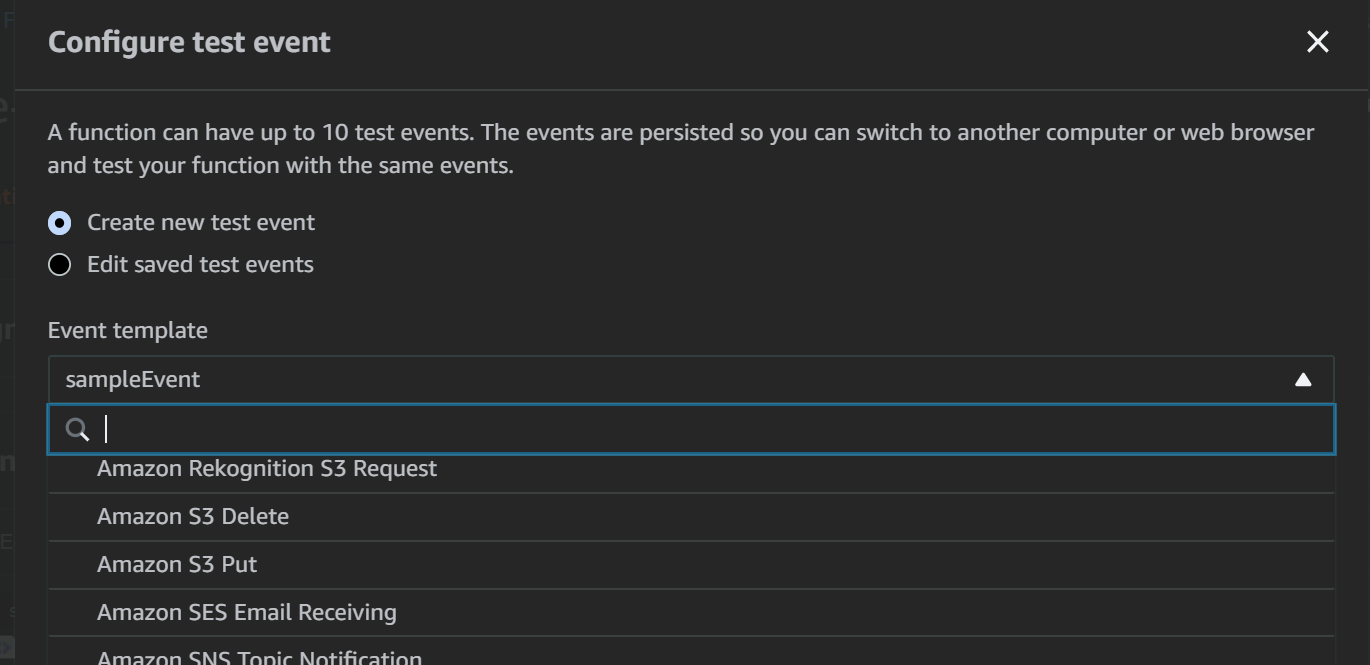 Configure test event
A function can have up to 10 test events. The events are persisted so you can switch to another computer or web browser
and test your function with the same events.
Create new test event
Edit saved test events
Event template
sampleEvent
Amazon Rekognition S3 Request
Amazon S3 Delete
Amazon S3 Put
Amazon SES Email Receiving
Amazon SNS Topic Notification